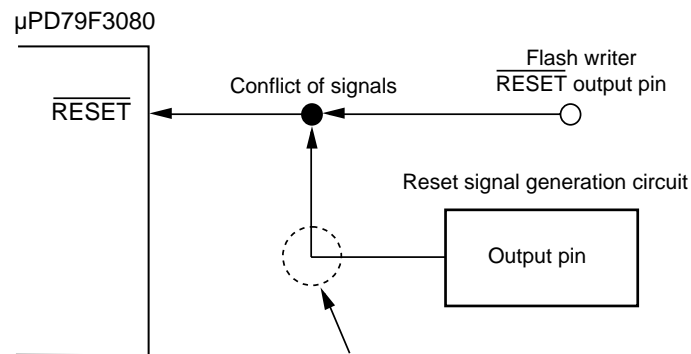 µPD79F3080
Flash writer
Conflict of signals
RESET output pin
RESET
Reset signal generation circuit
Output pin